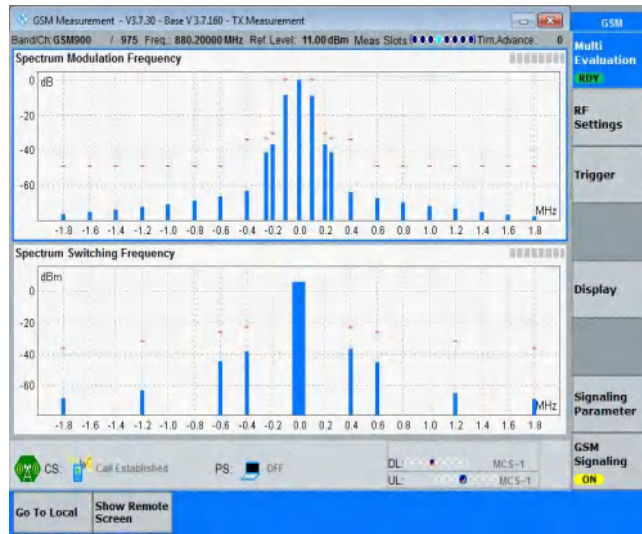 GSM Measurement - V3.7.30 - Base V 3.7.160 - TX Measurement
GSM
Band/Ch: GSM900 / 975 Freq.: 880.20000 MHz Ref. Level: 11.00 dBm Meas Slots Tim.Advance: 0
Multi
Evaluation
RDY
Spectrum Modulation Frequency
dB
0
-20
-40
-60
MHz
-1.8 -1.6 -1.4 -1.2 -1.0 -0.8 -0.6 -0.4 -0.2 0.0 0.2 0.4 0.6 0.8 1.0 1.2 1.4 1.6 1.8
RF
Settings
Trigger
Spectrum Switching Frequency
dBm
0
-20
-40
-60
MHz
-1.8 -1.6 -1.4 -1.2 -1.0 -0.8 -0.6 -0.4 -0.2 0.0 0.2 0.4 0.6 0.8 1.0 1.2 1.4 1.6 1.8
Display
Signaling
Parameter
GSM
Signaling
ON
CS: Call Established PS: OFF
DL: MCS-1
UL: MCS-1
Go To Local
Show Remote
Screen